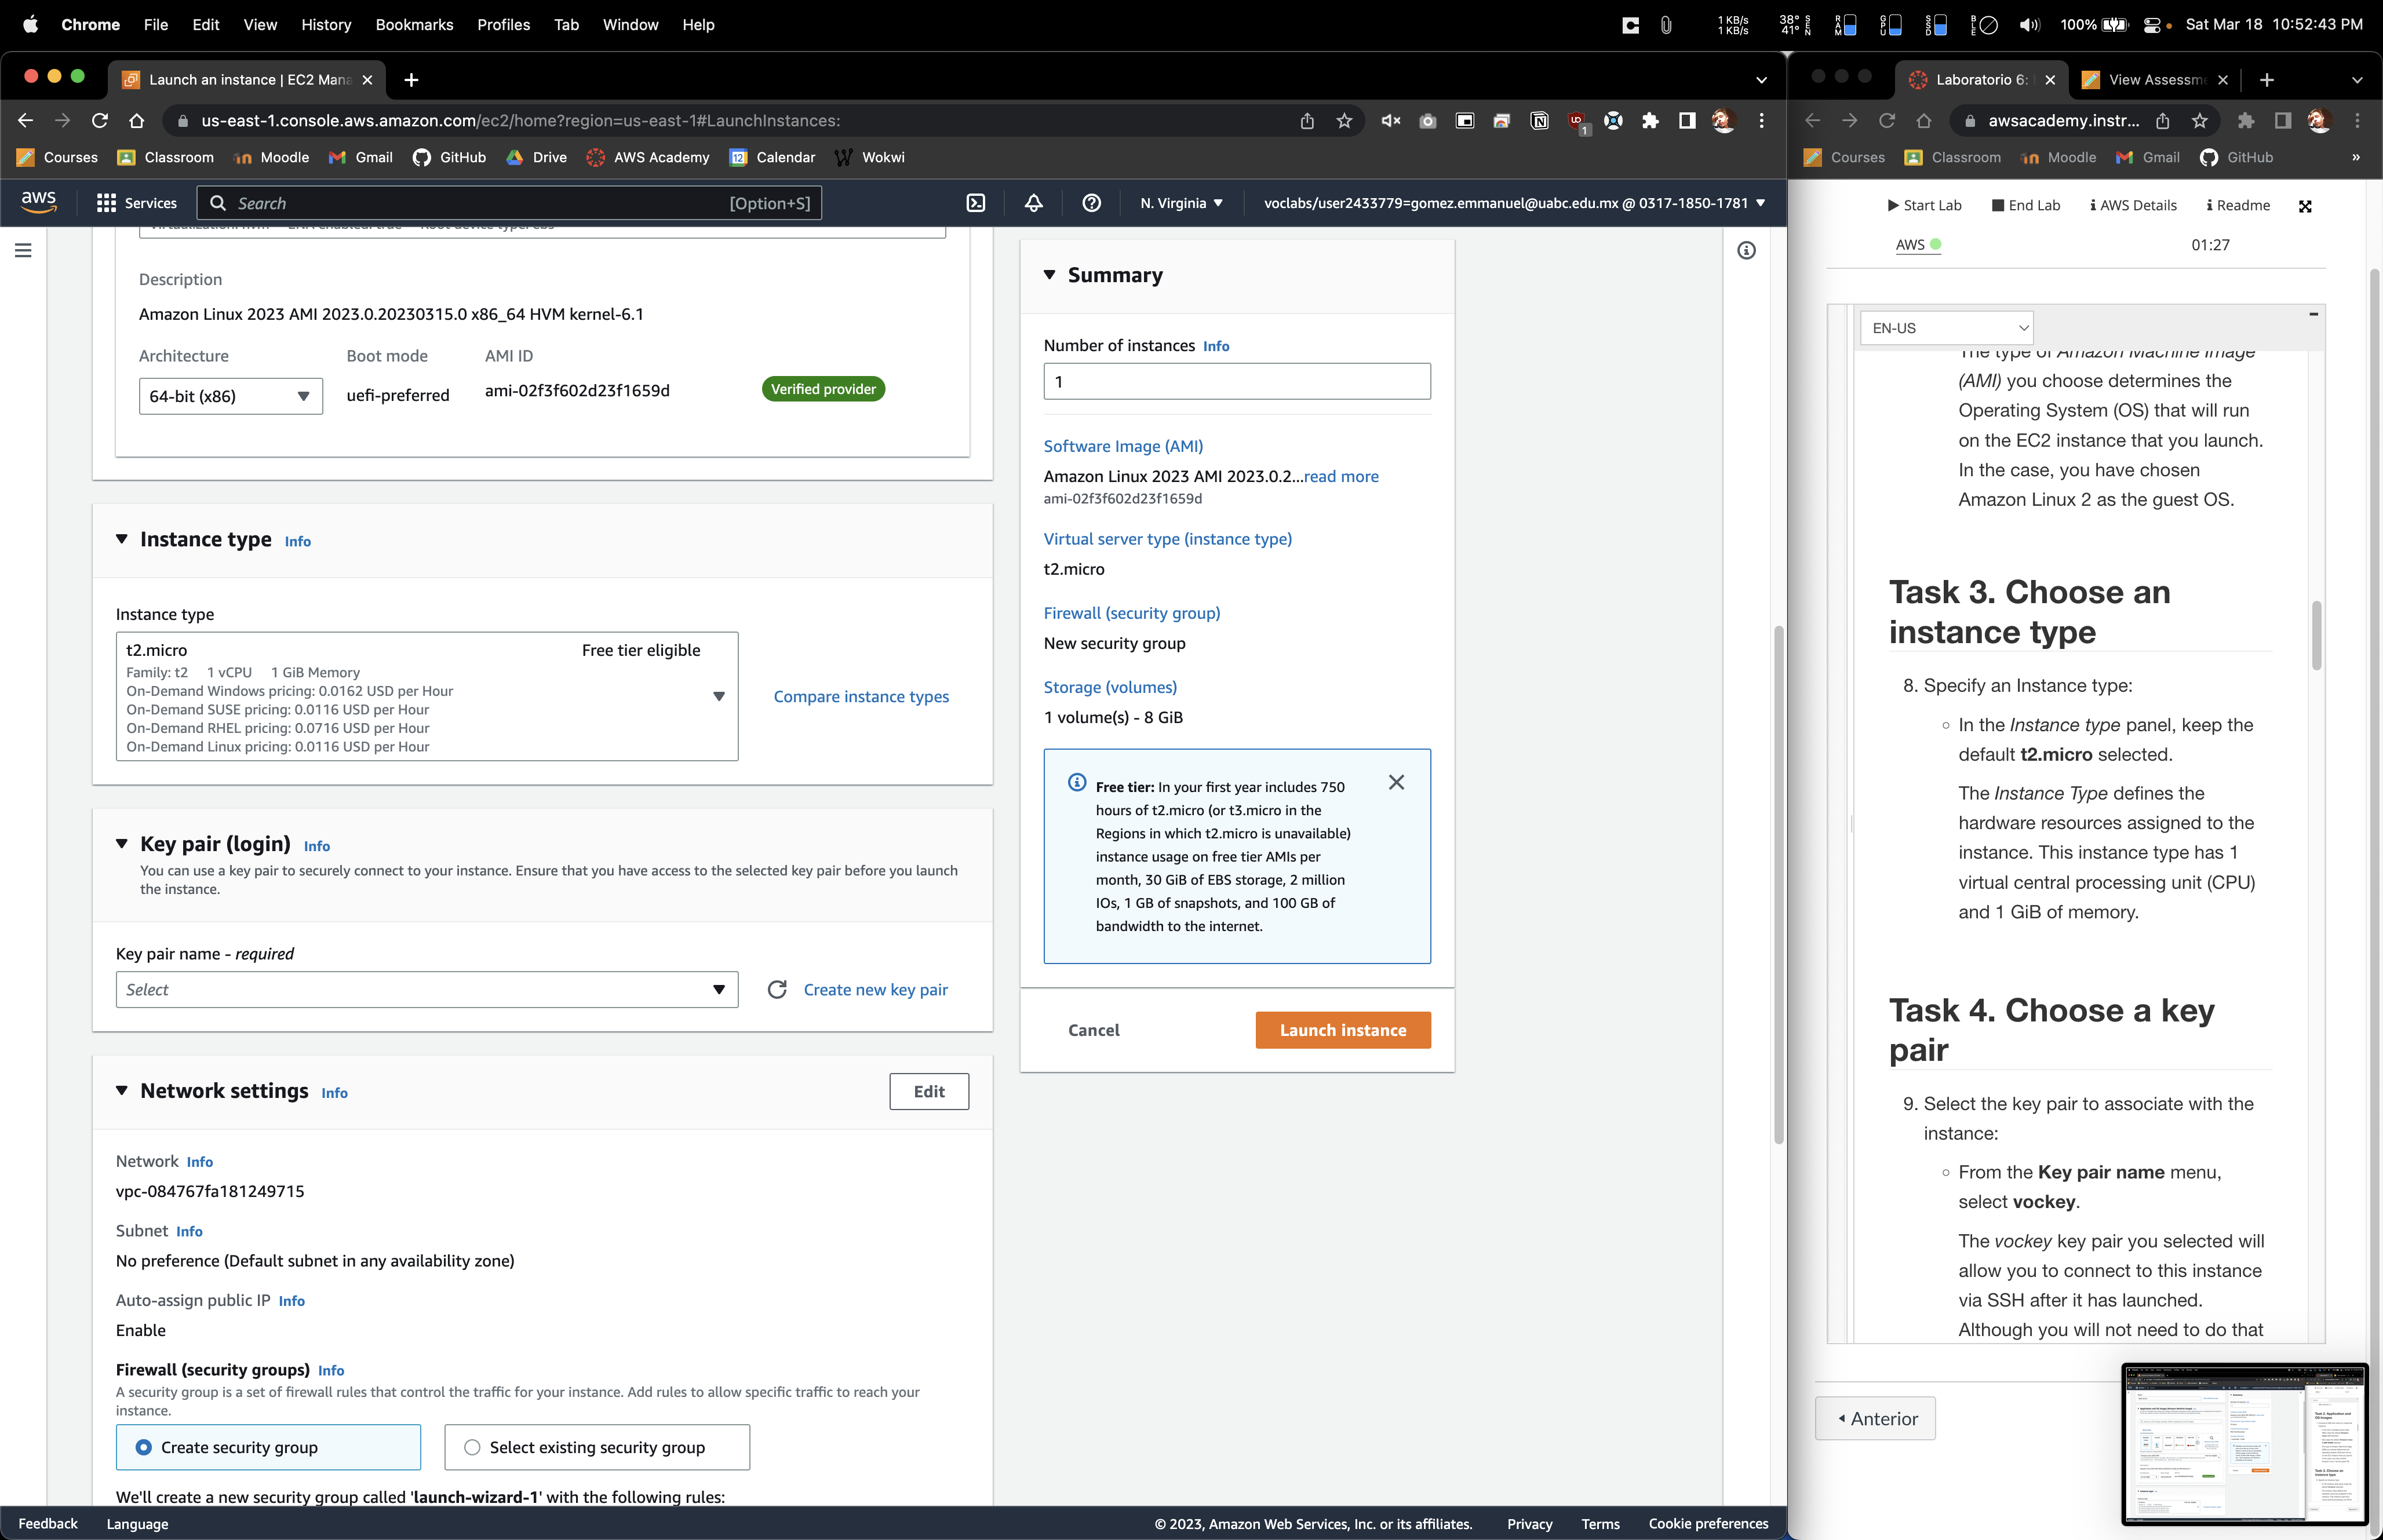 Chrome File Edit View History Bookmarks Profiles Tab Window Help
1 KB/s
1 KB/s
38°
41°
100%
Sat Mar 18 10:52:43 PM
Launch an instance | EC2 Mana
us-east-1.console.aws.amazon.com/ec2/home?region=us-east-1#LaunchInstances:
Courses Classroom Moodle Gmail GitHub Drive AWS Academy Calendar Wokwi
aws Services Search [Option+S] N. Virginia voclabs/user2433779=gomez.emmanuel@uabc.edu.mx @ 0317-1850-1781
Description
Amazon Linux 2023 AMI 2023.0.20230315.0 x86_64 HVM kernel-6.1
Architecture Boot mode AMI ID
64-bit (x86) uefi-preferred ami-02f3f602d23f1659d Verified provider
Instance type Info
Instance type
t2.micro Free tier eligible
Family: t2 1 vCPU 1 GiB Memory
On-Demand Windows pricing: 0.0162 USD per Hour
On-Demand SUSE pricing: 0.0116 USD per Hour
On-Demand RHEL pricing: 0.0716 USD per Hour
On-Demand Linux pricing: 0.0116 USD per Hour
Compare instance types
Key pair (login) Info
You can use a key pair to securely connect to your instance. Ensure that you have access to the selected key pair before you launch
the instance.
Key pair name - required
Select Create new key pair
Network settings Info Edit
Network Info
vpc-084767fa181249715
Subnet Info
No preference (Default subnet in any availability zone)
Auto-assign public IP Info
Enable
Firewall (security groups) Info
A security group is a set of firewall rules that control the traffic for your instance. Add rules to allow specific traffic to reach your
instance.
Create security group Select existing security group
We'll create a new security group called 'launch-wizard-1' with the following rules:
Summary
Number of instances Info
1
Software Image (AMI)
Amazon Linux 2023 AMI 2023.0.2...read more
ami-02f3f602d23f1659d
Virtual server type (instance type)
t2.micro
Firewall (security group)
New security group
Storage (volumes)
1 volume(s) - 8 GiB
Free tier: In your first year includes 750
hours of t2.micro (or t3.micro in the
Regions in which t2.micro is unavailable)
instance usage on free tier AMIs per
month, 30 GiB of EBS storage, 2 million
IOs, 1 GB of snapshots, and 100 GB of
bandwidth to the internet.
Cancel Launch instance
Feedback Language © 2023, Amazon Web Services, Inc. or its affiliates. Privacy Terms Cookie preferences
Laboratorio 6: View Assessm
awsacademy.instr...
Courses Classroom Moodle Gmail GitHub »
Start Lab End Lab AWS Details Readme
AWS 01:27
EN-US
The type of Amazon Machine Image
(AMI) you choose determines the
Operating System (OS) that will run
on the EC2 instance that you launch.
In the case, you have chosen
Amazon Linux 2 as the guest OS.
Task 3. Choose an
instance type
8. Specify an Instance type:
In the Instance type panel, keep the
default t2.micro selected.
The Instance Type defines the
hardware resources assigned to the
instance. This instance type has 1
virtual central processing unit (CPU)
and 1 GiB of memory.
Task 4. Choose a key
pair
9. Select the key pair to associate with the
instance:
From the Key pair name menu,
select vockey.
The vockey key pair you selected will
allow you to connect to this instance
via SSH after it has launched.
Although you will not need to do that
Anterior